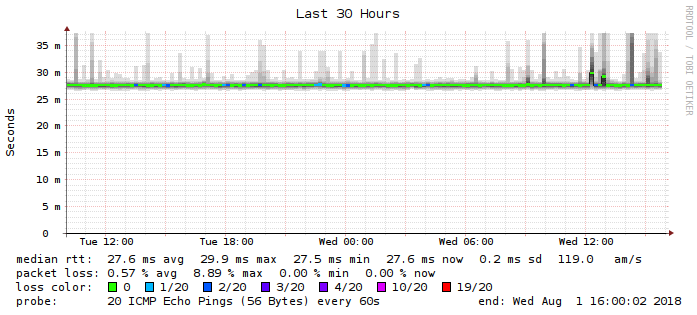 Last 30 Hours
RRDTOOL / TOBI OETIKER
Seconds
35 m
30 m
25 m
20 m
15 m
10 m
5 m
0
Tue 12:00 Tue 18:00 Wed 00:00 Wed 06:00 Wed 12:00
median rtt: 27.6 ms avg 29.9 ms max 27.5 ms min 27.6 ms now 0.2 ms sd 119.0 am/s
packet loss: 0.57 % avg 8.89 % max 0.00 % min 0.00 % now
loss color: 0 1/20 2/20 3/20 4/20 10/20 19/20
probe: 20 ICMP Echo Pings (56 Bytes) every 60s end: Wed Aug 1 16:00:02 2018